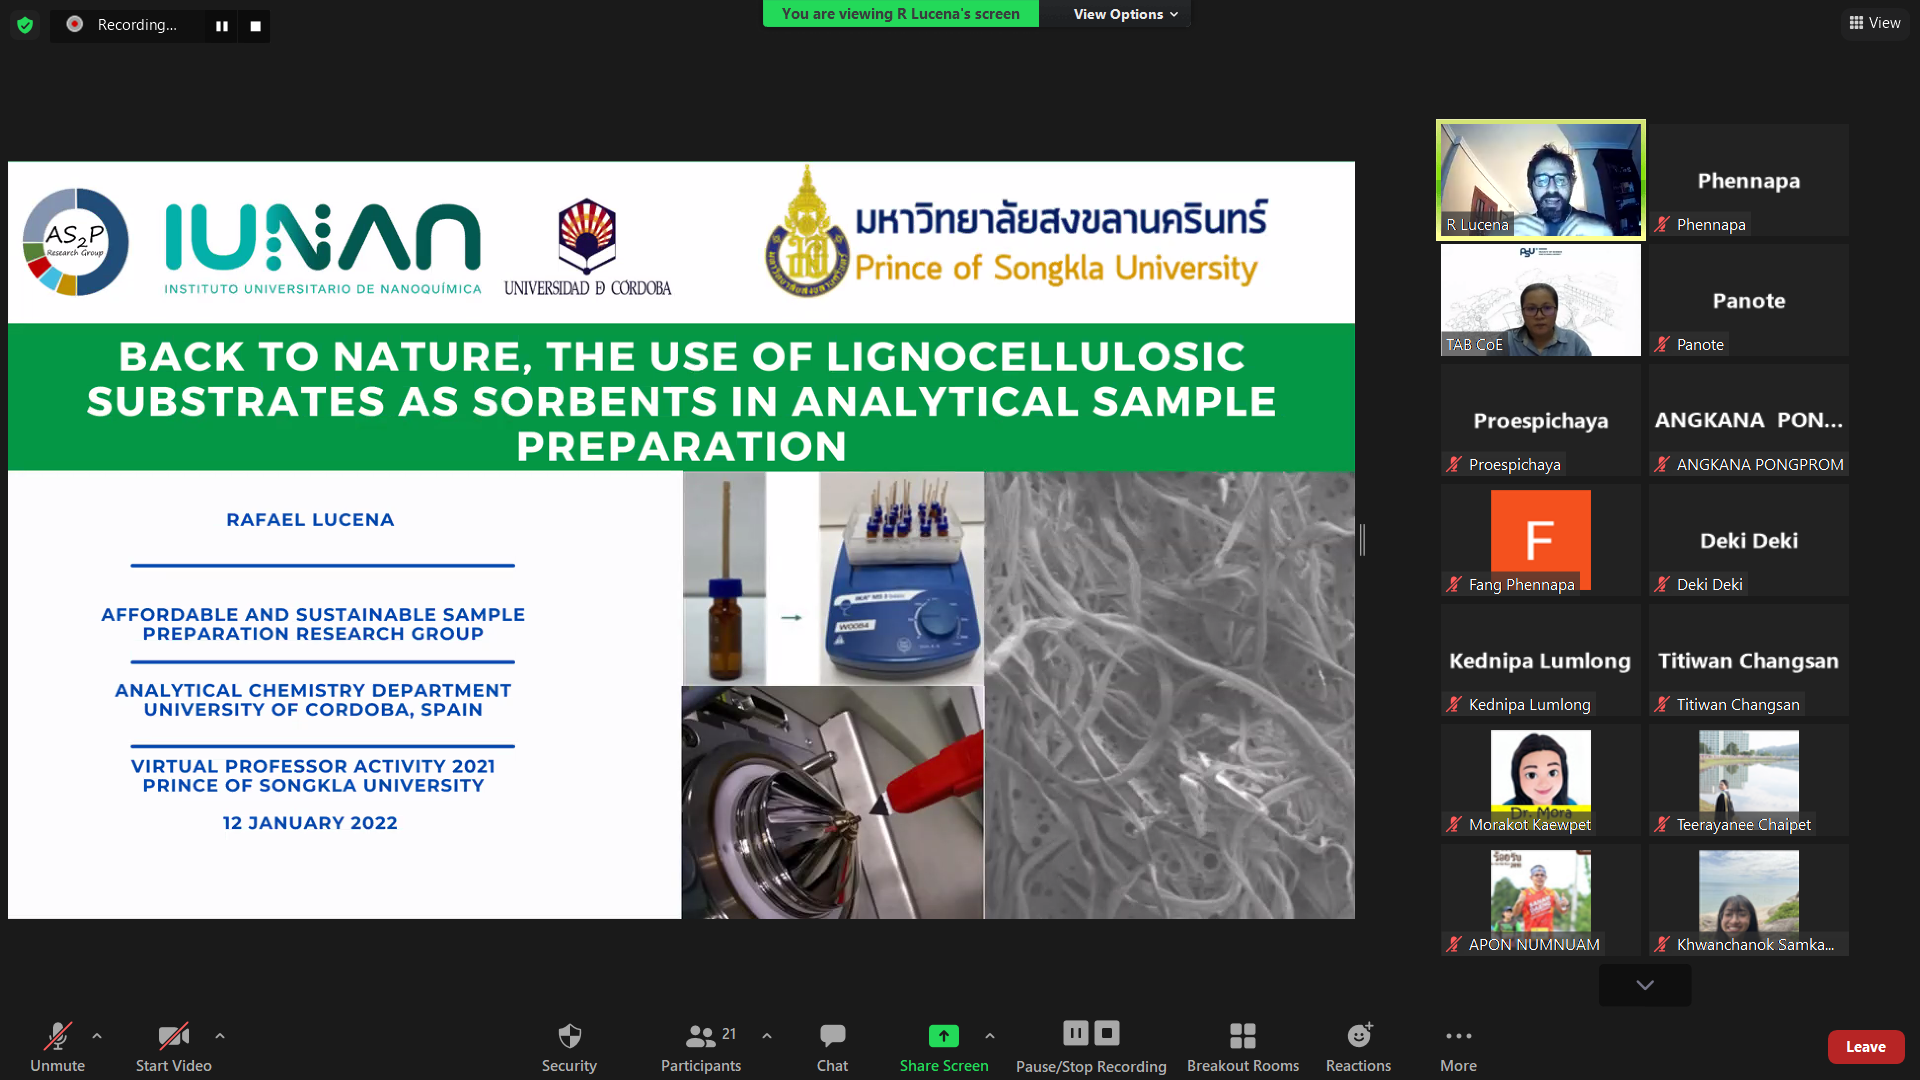 Recording...
You are viewing R Lucena's screen
View Options
View
AS2P
Research Group
IUNAN
INSTITUTO UNIVERSITARIO DE NANOQUÍMICA
UNIVERSIDAD Ð CÓRDOBA
มหาวิทยาลัยสงขลานครินทร์
Prince of Songkla University
BACK TO NATURE, THE USE OF LIGNOCELLULOSIC
SUBSTRATES AS SORBENTS IN ANALYTICAL SAMPLE
PREPARATION
RAFAEL LUCENA
AFFORDABLE AND SUSTAINABLE SAMPLE
PREPARATION RESEARCH GROUP
ANALYTICAL CHEMISTRY DEPARTMENT
UNIVERSITY OF CORDOBA, SPAIN
VIRTUAL PROFESSOR ACTIVITY 2021
PRINCE OF SONGKLA UNIVERSITY
12 JANUARY 2022
W0064
R Lucena
Phennapa
Phennapa
PSU
TAB CoE
Panote
Panote
Proespichaya
Proespichaya
ANGKANA PON...
ANGKANA PONGPROM
F
Fang Phennapa
Deki Deki
Deki Deki
Kednipa Lumlong
Kednipa Lumlong
Titiwan Changsan
Titiwan Changsan
Dr. Mora
Morakot Kaewpet
Teerayanee Chaipet
APON NUMNUAM
Khwanchanok Samka...
Unmute
Start Video
Security
21
Participants
Chat
Share Screen
Pause/Stop Recording
Breakout Rooms
Reactions
More
Leave